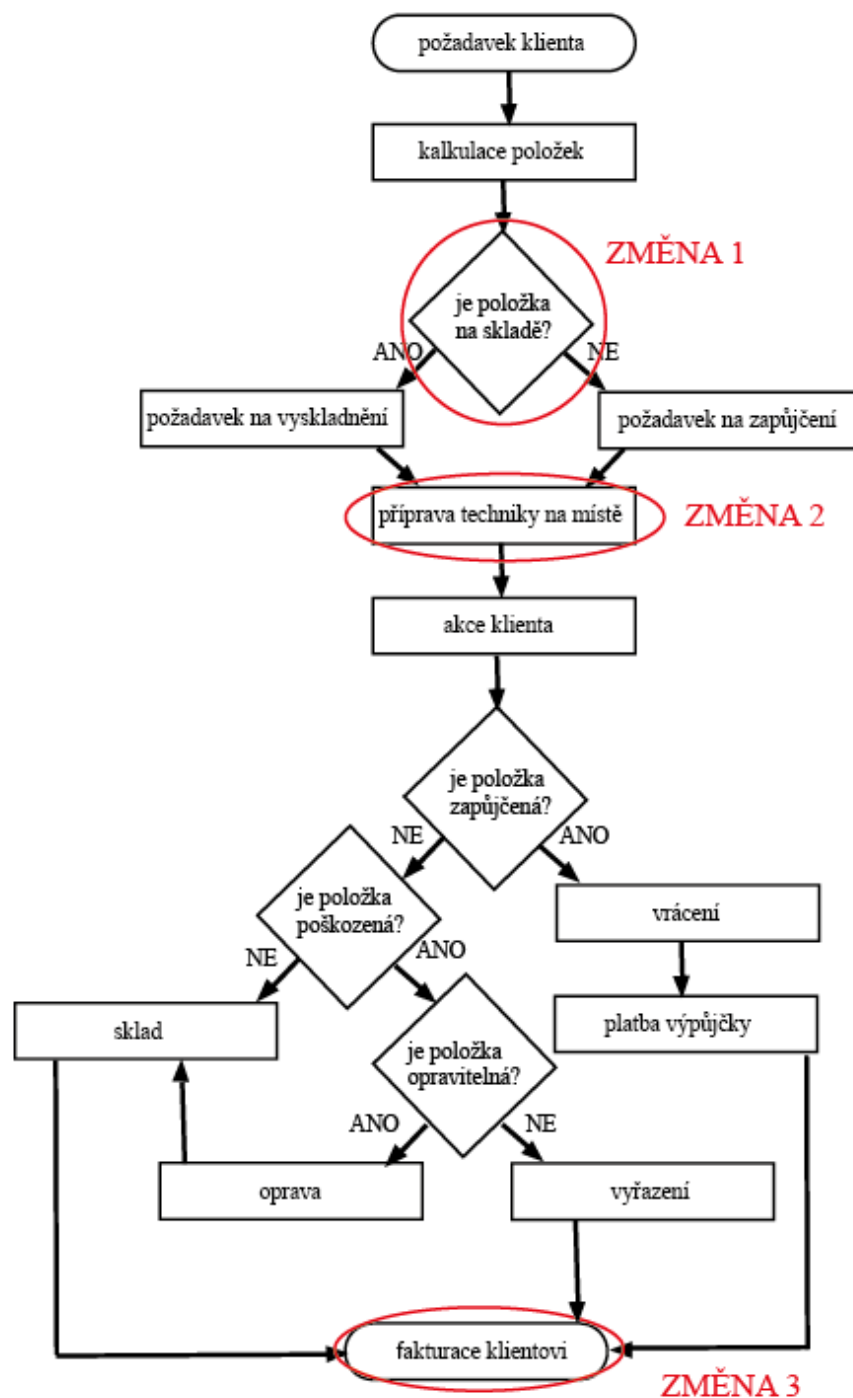 požadavek klienta
kalkulace položek
ZMĚNA 1
je položka
na skladě?
ANO
NE
požadavek na vyskladnění
požadavek na zapůjčení
příprava techniky na místě
ZMĚNA 2
akce klienta
je položka
zapůjčená?
NE
ANO
je položka
poškozená?
vrácení
NE
ANO
sklad
platba výpůjčky
je položka
opravitelná?
ANO
NE
oprava
vyřazení
fakturace klientovi
ZMĚNA 3